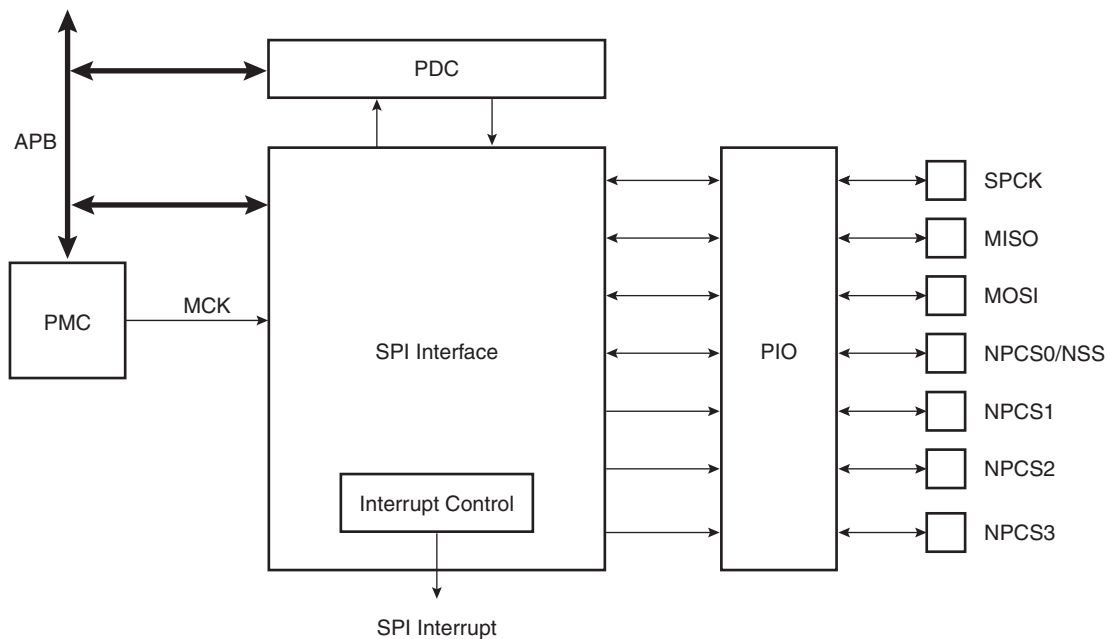 PDC
APB
SPCK
MISO
MOSI
MCK
PMC
SPI Interface
PIO
NPCS0/NSS
NPCS1
NPCS2
Interrupt Control
NPCS3
SPI Interrupt